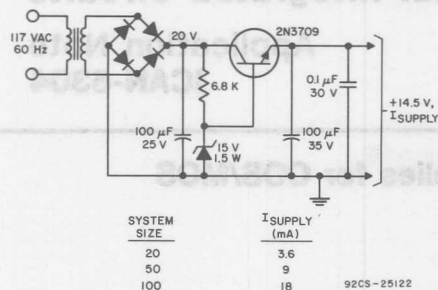 117 VAC
60 Hz
20 V
2N3709
6.8 K
0.1 μF
30 V
100 μF
25 V
15 V
1.5 W
100 μF
35 V
+14.5 V,
ISUPPLY
SYSTEM SIZE ISUPPLY (mA)
20 3.6
50 9
100 18
92CS-25122